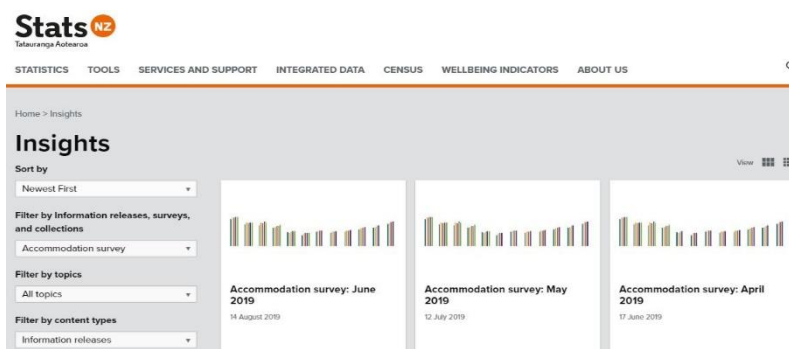 Stats NZ
Tatauranga Aotearoa
STATISTICS TOOLS SERVICES AND SUPPORT INTEGRATED DATA CENSUS WELLBEING INDICATORS ABOUT US
Home > Insights
Insights
View
Sort by
Newest First
Filter by Information releases, surveys,
and collections
Accommodation survey
Filter by topics
All topics
Filter by content types
Information releases
Accommodation survey: June
2019
14 August 2019
Accommodation survey: May
2019
12 July 2019
Accommodation survey: April
2019
17 June 2019